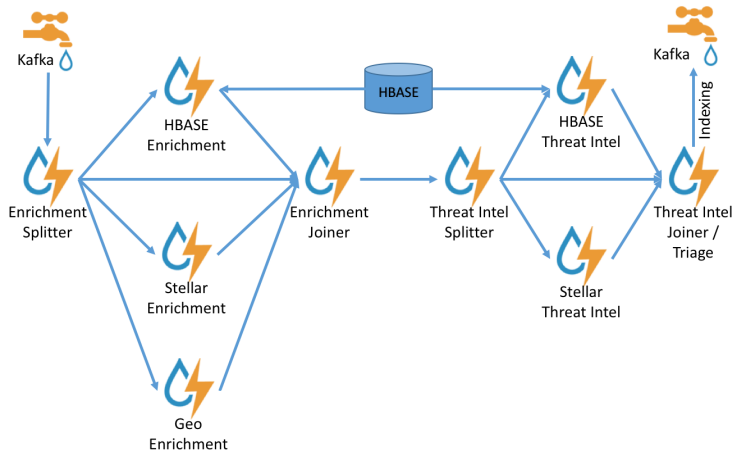 Kafka
Kafka
Indexing
HBASE
HBASE
Enrichment
HBASE
Threat Intel
Enrichment
Splitter
Enrichment
Joiner
Threat Intel
Splitter
Threat Intel
Joiner /
Triage
Stellar
Enrichment
Stellar
Threat Intel
Geo
Enrichment